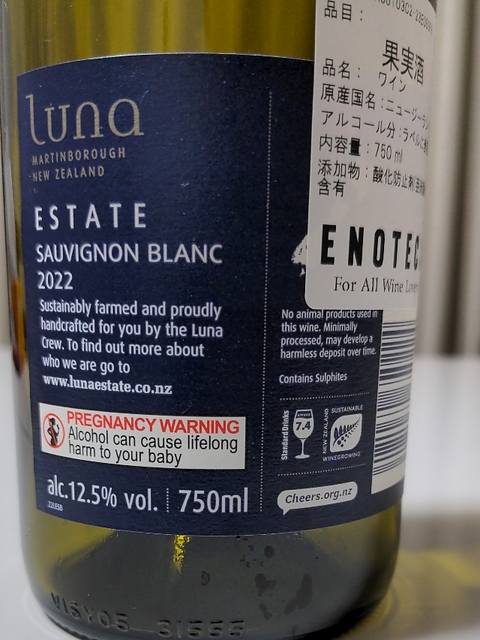 luna
MARTINBOROUGH
NEW ZEALAND
ESTATE
SAUVIGNON BLANC
2022
Sustainably farmed and proudly
handcrafted for you by the Luna
Crew. To find out more about
who we are go to
www.lunaestate.co.nz
PREGNANCY WARNING
Alcohol can cause lifelong
harm to your baby
alc.12.5% vol. 750ml
22LESB
品目：
果実酒
品名： ワイン
原産国名：ニュージーラン
アルコール分：ラベルに
内容量：750 ml
添加物：酸化防止剤
含有
ENOTEC
For All Wine Lovers
No animal products used in
this wine. Minimally
processed, may develop a
harmless deposit over time.
Contains Sulphites
Standard Drinks
7.4
NEW ZEALAND
SUSTAINABLE
WINEGROWING
Cheers.org.nz